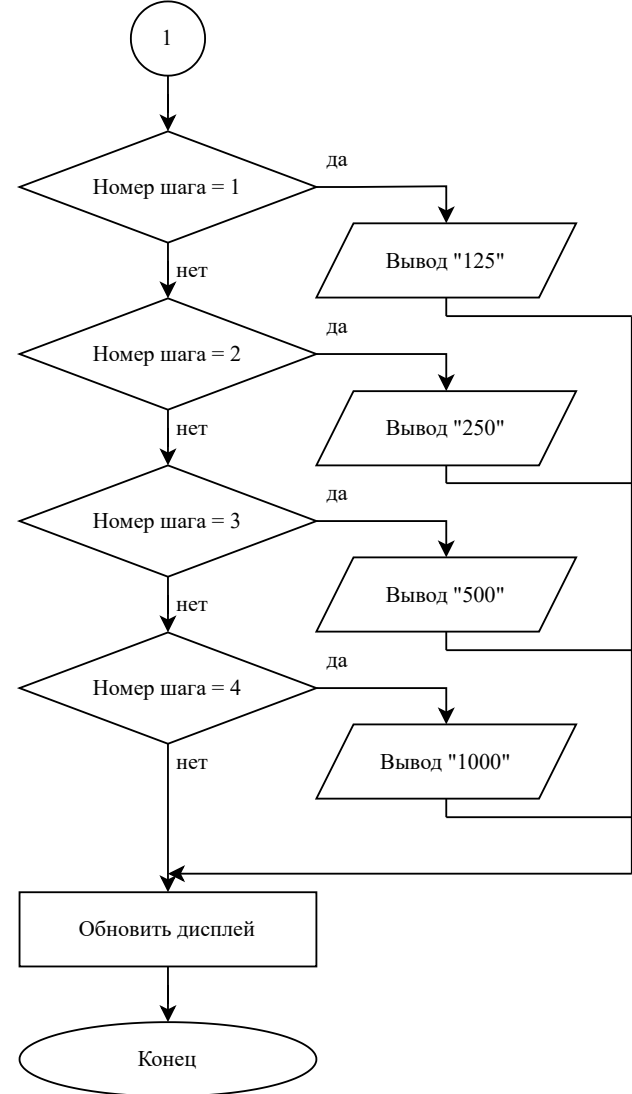 1
да
Номер шага = 1
Вывод "125"
нет
да
Номер шага = 2
Вывод "250"
нет
да
Номер шага = 3
Вывод "500"
нет
да
Номер шага = 4
Вывод "1000"
нет
Обновить дисплей
Конец